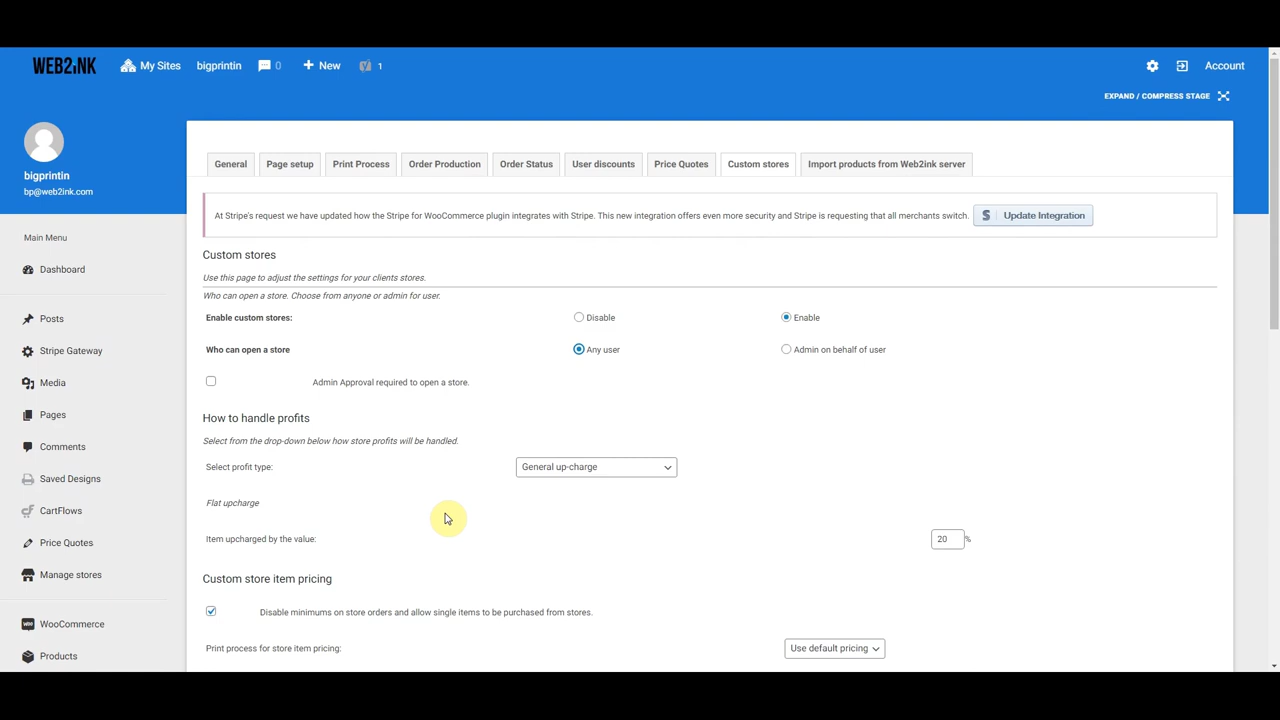 WEB2iNK
My Sites
bigprintin
0
+ New
1
Account
EXPAND / COMPRESS STAGE
bigprintin
bp@web2ink.com
Main Menu
Dashboard
Posts
Stripe Gateway
Media
Pages
Comments
Saved Designs
CartFlows
Price Quotes
Manage stores
WooCommerce
Products
General
Page setup
Print Process
Order Production
Order Status
User discounts
Price Quotes
Custom stores
Import products from Web2ink server
At Stripe's request we have updated how the Stripe for WooCommerce plugin integrates with Stripe. This new integration offers even more security and Stripe is requesting that all merchants switch.
S Update Integration
Custom stores
Use this page to adjust the settings for your clients stores.
Who can open a store. Choose from anyone or admin for user.
Enable custom stores: Disable Enable
Who can open a store Any user Admin on behalf of user
Admin Approval required to open a store.
How to handle profits
Select from the drop-down below how store profits will be handled.
Select profit type: General up-charge
Flat upcharge
Item upcharged by the value: 20 %
Custom store item pricing
Disable minimums on store orders and allow single items to be purchased from stores.
Print process for store item pricing: Use default pricing